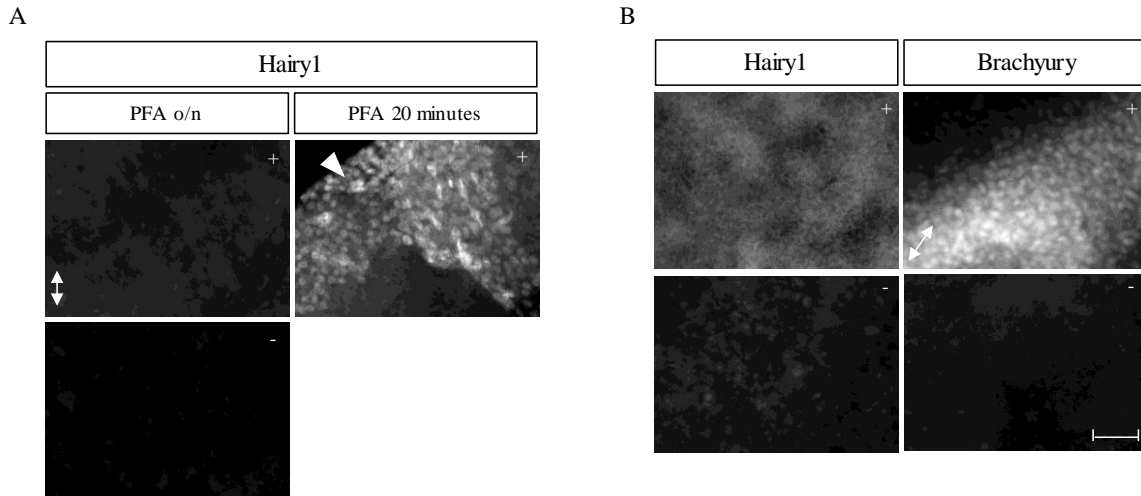 A
Hairy1
PFA o/n
PFA 20 minutes
+
+
-
B
Hairy1
Brachyury
+
+
-
-